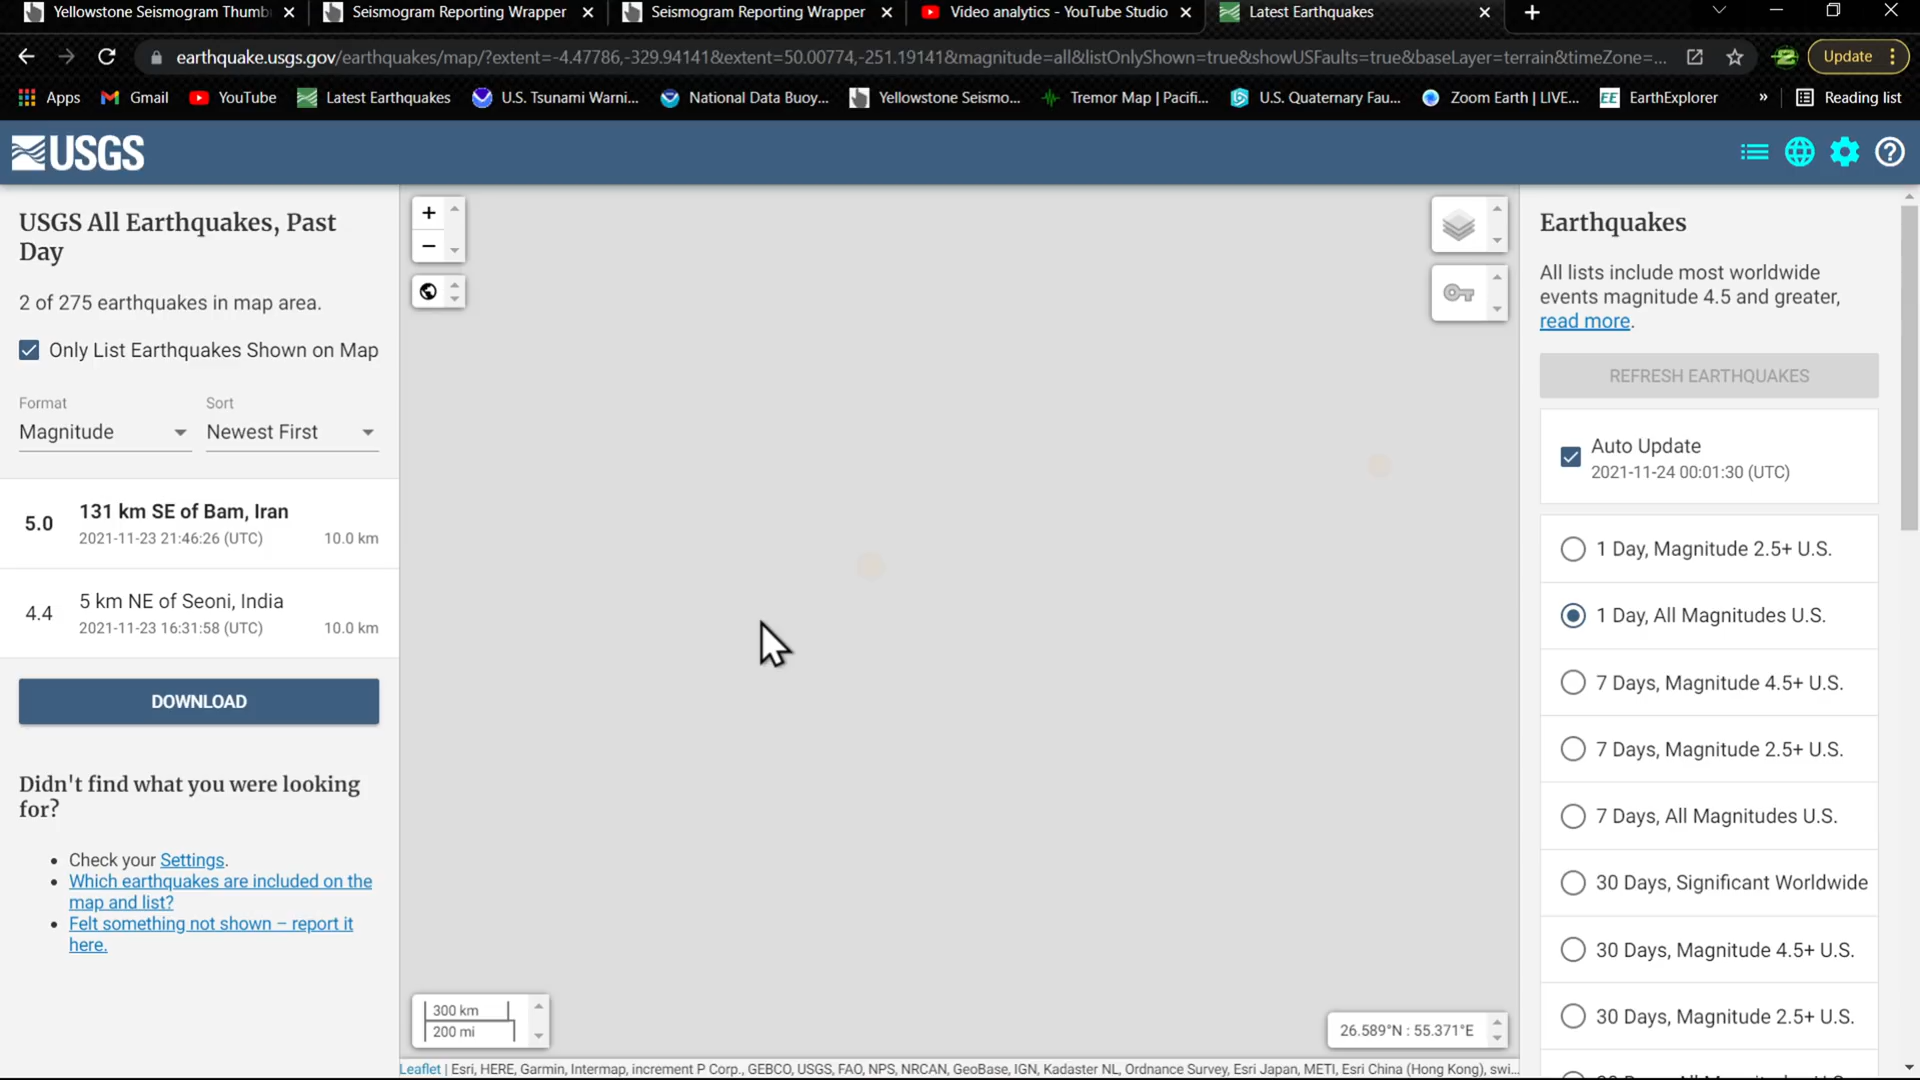 Yellowstone Seismogram Thumb
Seismogram Reporting Wrapper
Seismogram Reporting Wrapper
Video analytics - YouTube Studio
Latest Earthquakes
earthquake.usgs.gov/earthquakes/map/?extent=-4.47786,-329.94141&extent=50.00774,-251.19141&magnitude=all&listOnlyShown=true&showUSFaults=true&baseLayer=terrain&timeZone=...
Update
Apps
Gmail
YouTube
Latest Earthquakes
U.S. Tsunami Warni...
National Data Buoy...
Yellowstone Seismo...
Tremor Map | Pacifi...
U.S. Quaternary Fau...
Zoom Earth | LIVE...
EE EarthExplorer
»
Reading list
USGS
USGS All Earthquakes, Past
Day
2 of 275 earthquakes in map area.
Only List Earthquakes Shown on Map
Format
Sort
Magnitude
Newest First
5.0
131 km SE of Bam, Iran
2021-11-23 21:46:26 (UTC)
10.0 km
4.4
5 km NE of Seoni, India
2021-11-23 16:31:58 (UTC)
10.0 km
DOWNLOAD
Didn't find what you were looking
for?
• Check your Settings.
• Which earthquakes are included on the
map and list?
• Felt something not shown – report it
here.
+
−
300 km
200 mi
26.589°N : 55.371°E
Leaflet | Esri, HERE, Garmin, Intermap, increment P Corp., GEBCO, USGS, FAO, NPS, NRCAN, GeoBase, IGN, Kadaster NL, Ordnance Survey, Esri Japan, METI, Esri China (Hong Kong), swi...
Earthquakes
All lists include most worldwide
events magnitude 4.5 and greater,
read more.
REFRESH EARTHQUAKES
Auto Update
2021-11-24 00:01:30 (UTC)
1 Day, Magnitude 2.5+ U.S.
1 Day, All Magnitudes U.S.
7 Days, Magnitude 4.5+ U.S.
7 Days, Magnitude 2.5+ U.S.
7 Days, All Magnitudes U.S.
30 Days, Significant Worldwide
30 Days, Magnitude 4.5+ U.S.
30 Days, Magnitude 2.5+ U.S.